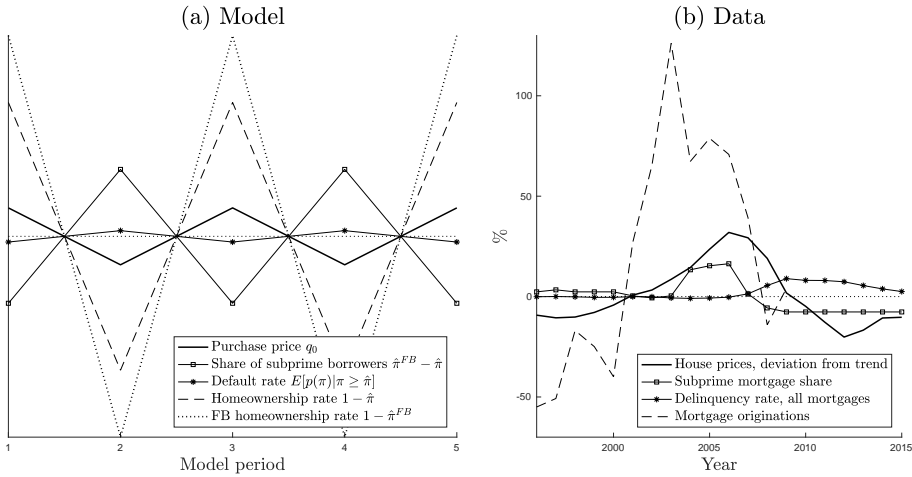 (a) Model
Purchase price q₀
Share of subprime borrowers π̂^{FB} − π̂
Default rate E[p(π)|π ≥ π̂]
Homeownership rate 1 − π̂
FB homeownership rate 1 − π̂^{FB}
1 2 3 4 5
Model period
(b) Data
100
50
0
-50
%
House prices, deviation from trend
Subprime mortgage share
Delinquency rate, all mortgages
Mortgage originations
2000 2005 2010 2015
Year